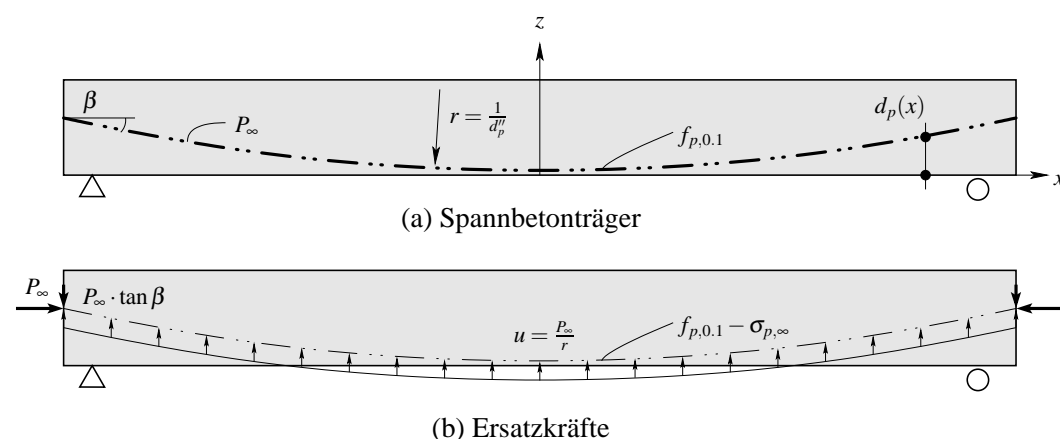 z
β
P∞
r = 1/d″p
fp,0.1
dp(x)
x
(a) Spannbetonträger
P∞
P∞ · tan β
u = P∞/r
fp,0.1 − σp,∞
(b) Ersatzkräfte